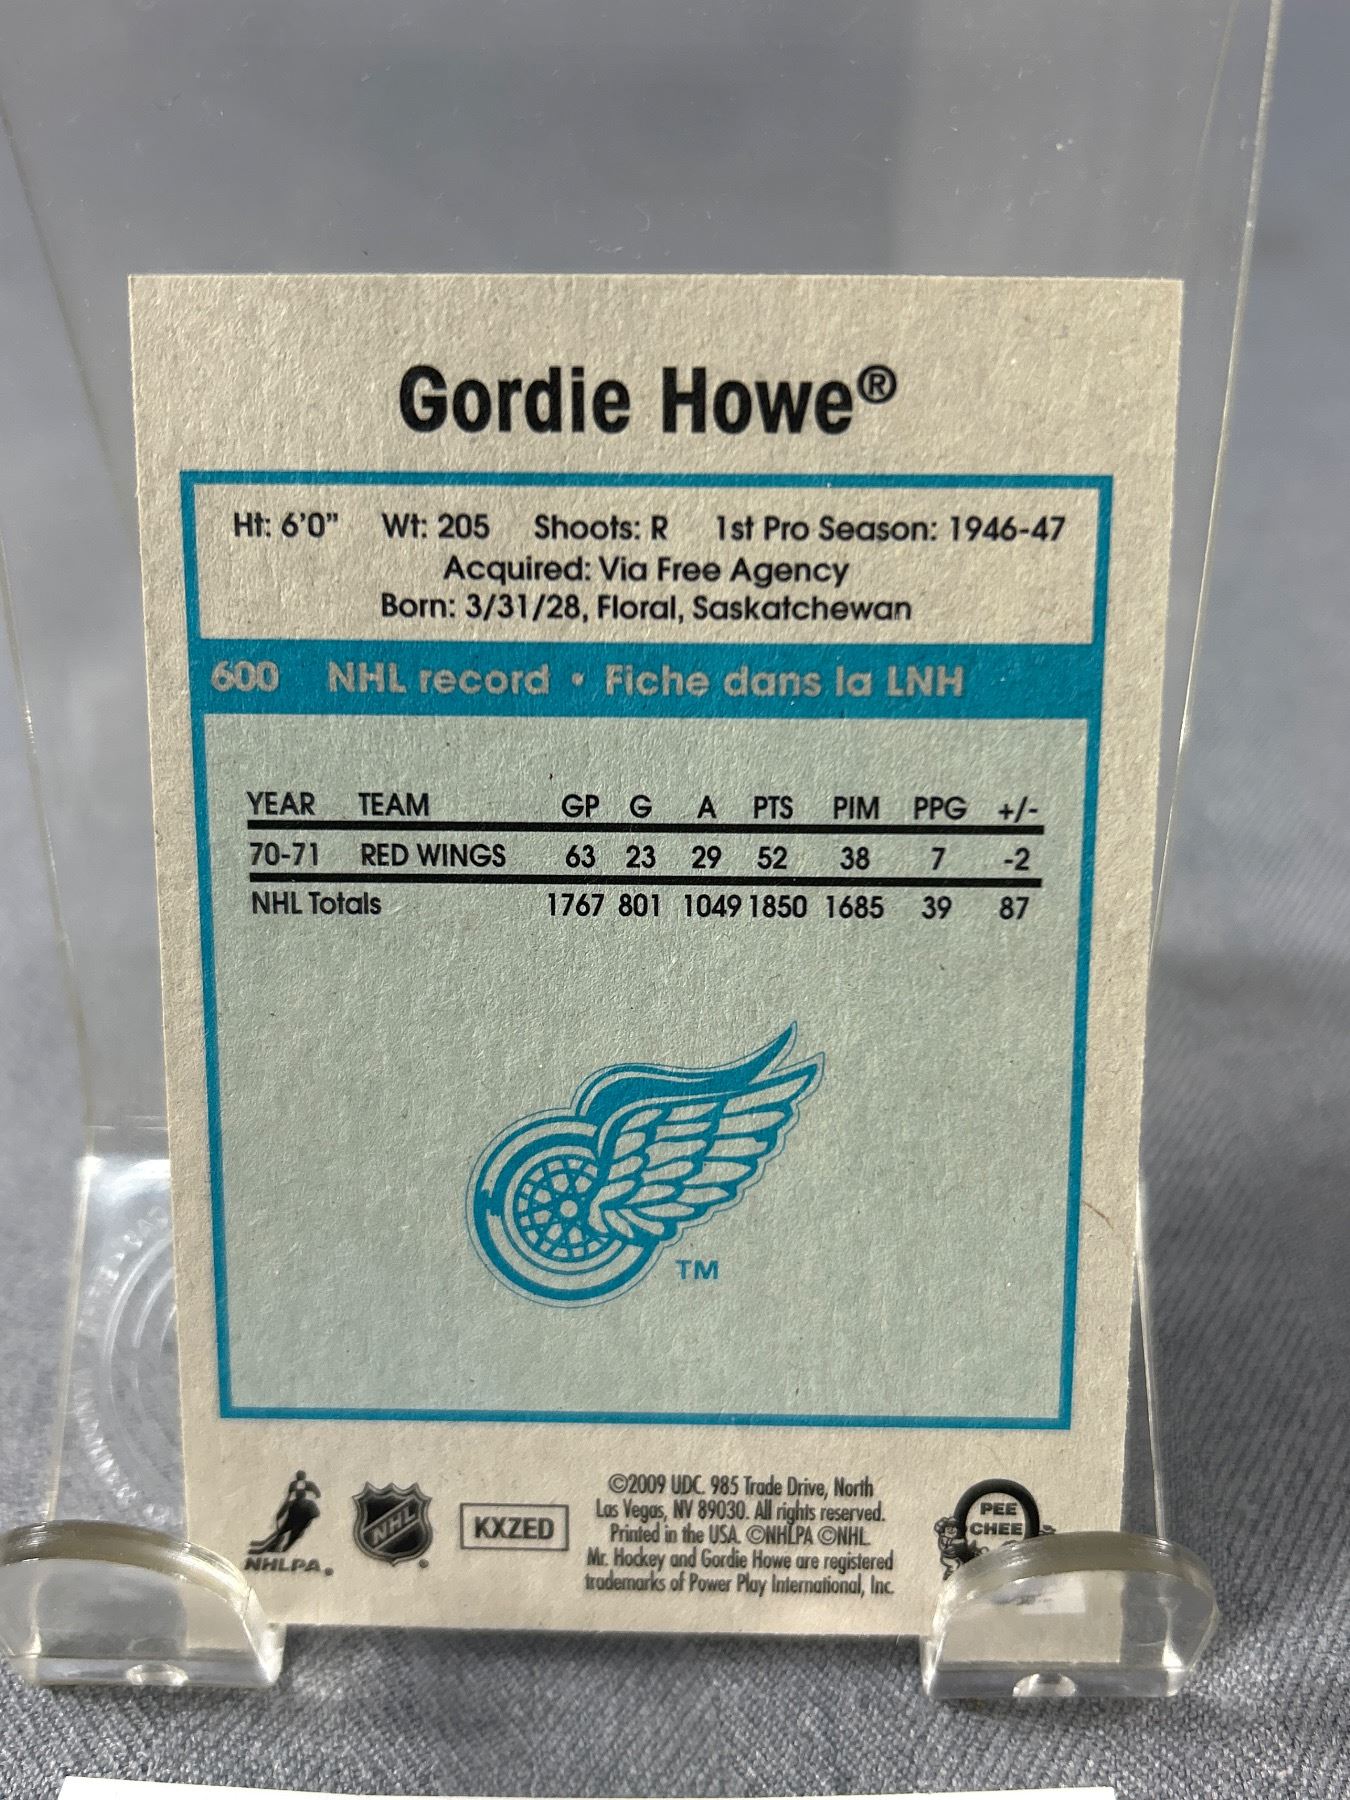 Gordie Howe®
Ht: 6'0" Wt: 205 Shoots: R 1st Pro Season: 1946-47
Acquired: Via Free Agency
Born: 3/31/28, Floral, Saskatchewan
600 NHL record • Fiche dans la LNH
YEAR TEAM GP G A PTS PIM PPG +/-
70-71 RED WINGS 63 23 29 52 38 7 -2
NHL Totals 1767 801 1049 1850 1685 39 87
TM
©2009 UDC. 985 Trade Drive, North
Las Vegas, NV 89030. All rights reserved.
Printed in the USA. ©NHLPA ©NHL.
Mr. Hockey and Gordie Howe are registered
trademarks of Power Play International, Inc.
NHLPA®
NHL®
KXZED
PEE
CHEE